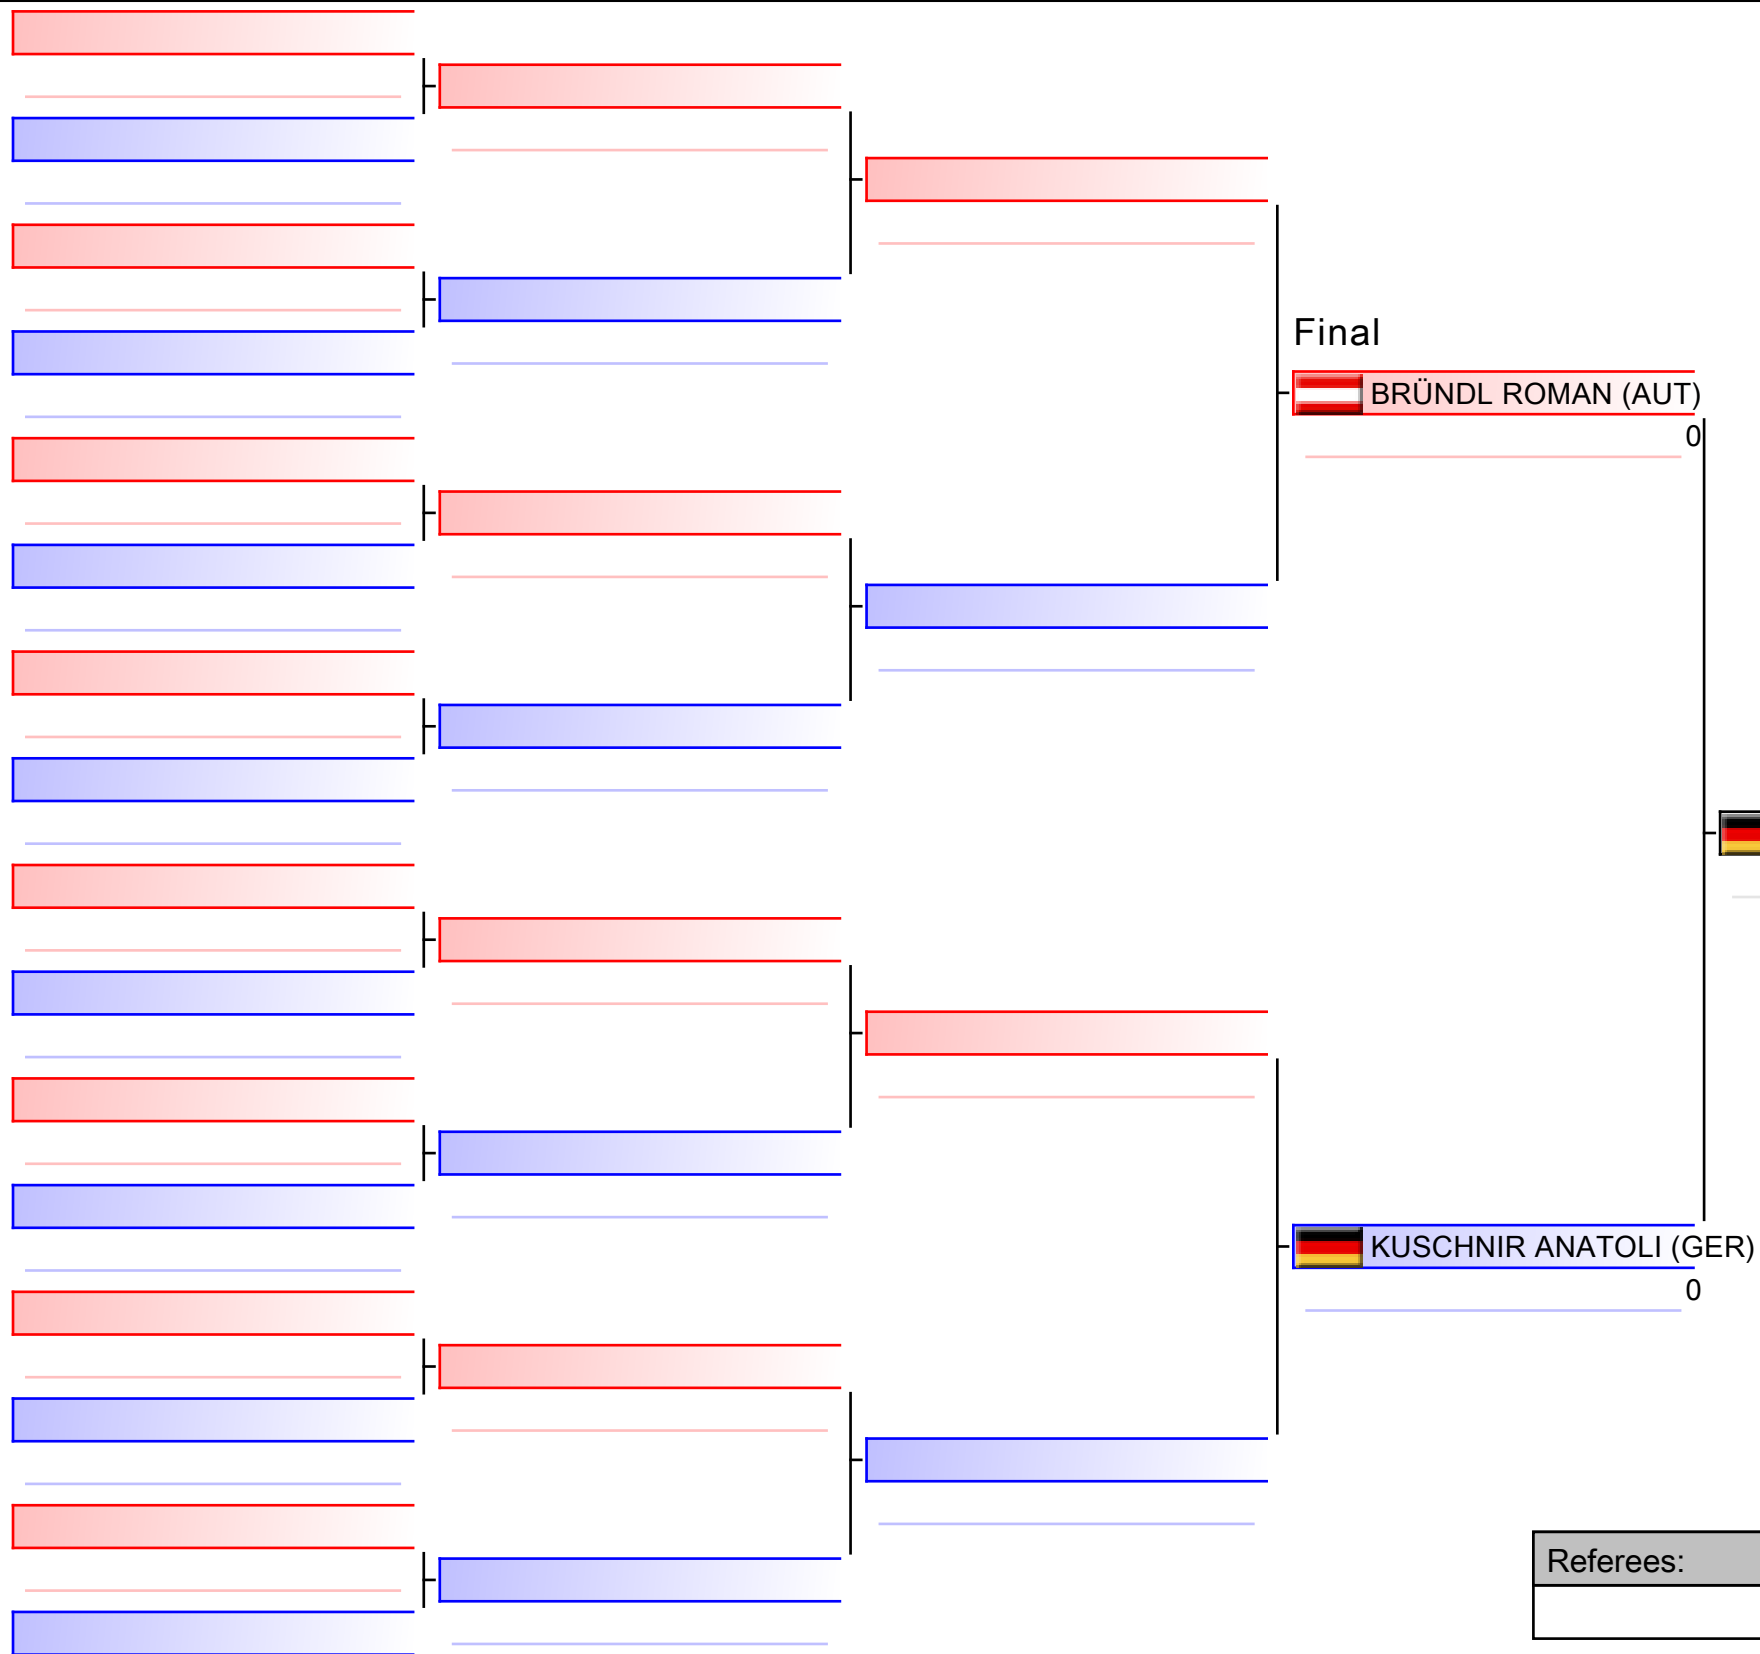 Final
BRÜNDL ROMAN (AUT)
0
KUSCHNIR ANATOLI (GER)
0
Referees: